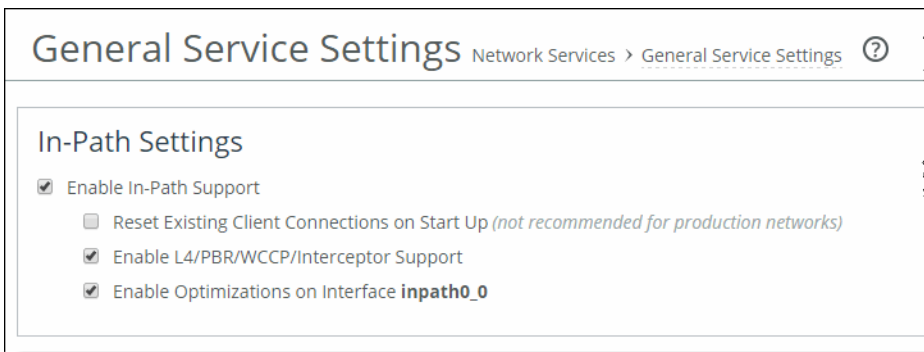 General Service Settings Network Services › General Service Settings ?
In-Path Settings
Enable In-Path Support
Reset Existing Client Connections on Start Up (not recommended for production networks)
Enable L4/PBR/WCCP/Interceptor Support
Enable Optimizations on Interface inpath0_0